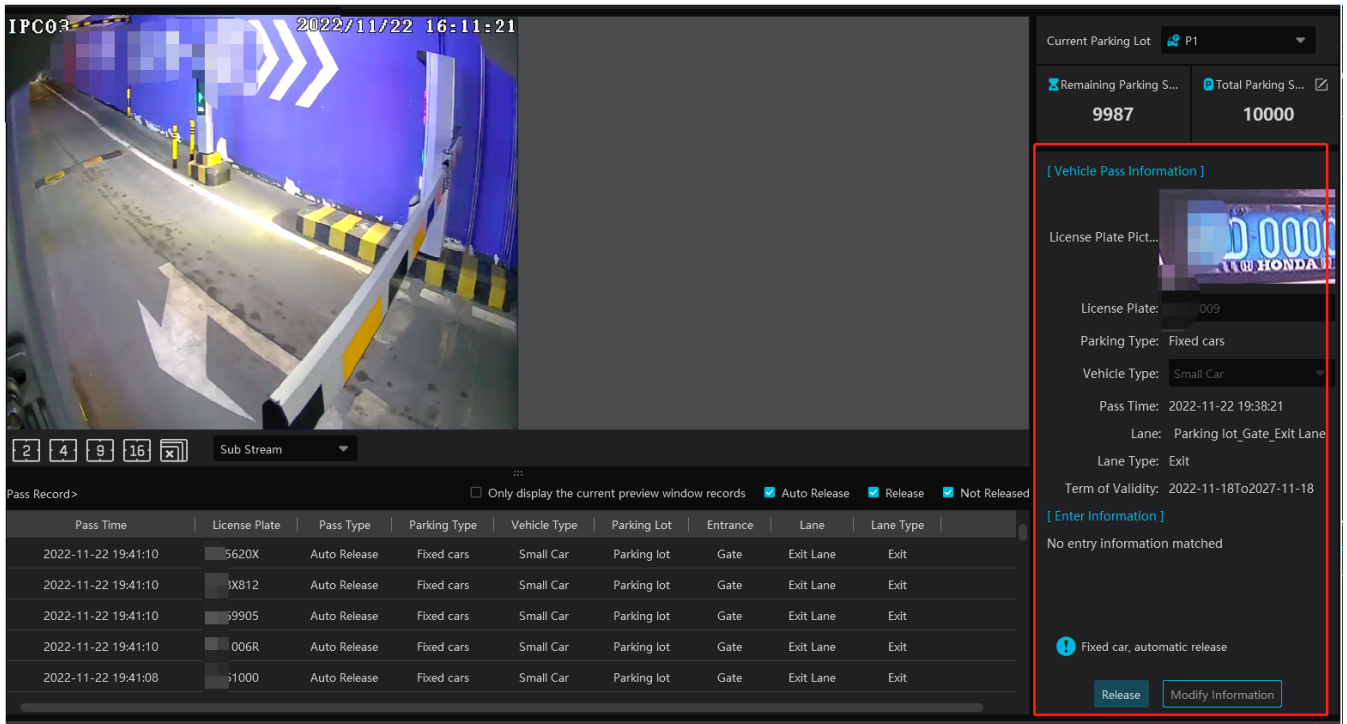 IPC03
2022/11/22 16:11:21
Current Parking Lot P1
Remaining Parking S... Total Parking S...
9987 10000
[ Vehicle Pass Information ]
License Plate Pict...
D 000
HONDA
License Plate: 009
Parking Type: Fixed cars
Vehicle Type: Small Car
Pass Time: 2022-11-22 19:38:21
Lane: Parking lot_Gate_Exit Lane
Lane Type: Exit
Term of Validity: 2022-11-18To2027-11-18
[ Enter Information ]
No entry information matched
Fixed car, automatic release
Release Modify Information
2 4 9 16 Sub Stream
Pass Record>
Only display the current preview window records Auto Release Release Not Released
Pass Time License Plate Pass Type Parking Type Vehicle Type Parking Lot Entrance Lane Lane Type
2022-11-22 19:41:10 5620X Auto Release Fixed cars Small Car Parking lot Gate Exit Lane Exit
2022-11-22 19:41:10 X812 Auto Release Fixed cars Small Car Parking lot Gate Exit Lane Exit
2022-11-22 19:41:10 9905 Auto Release Fixed cars Small Car Parking lot Gate Exit Lane Exit
2022-11-22 19:41:10 006R Auto Release Fixed cars Small Car Parking lot Gate Exit Lane Exit
2022-11-22 19:41:08 1000 Auto Release Fixed cars Small Car Parking lot Gate Exit Lane Exit